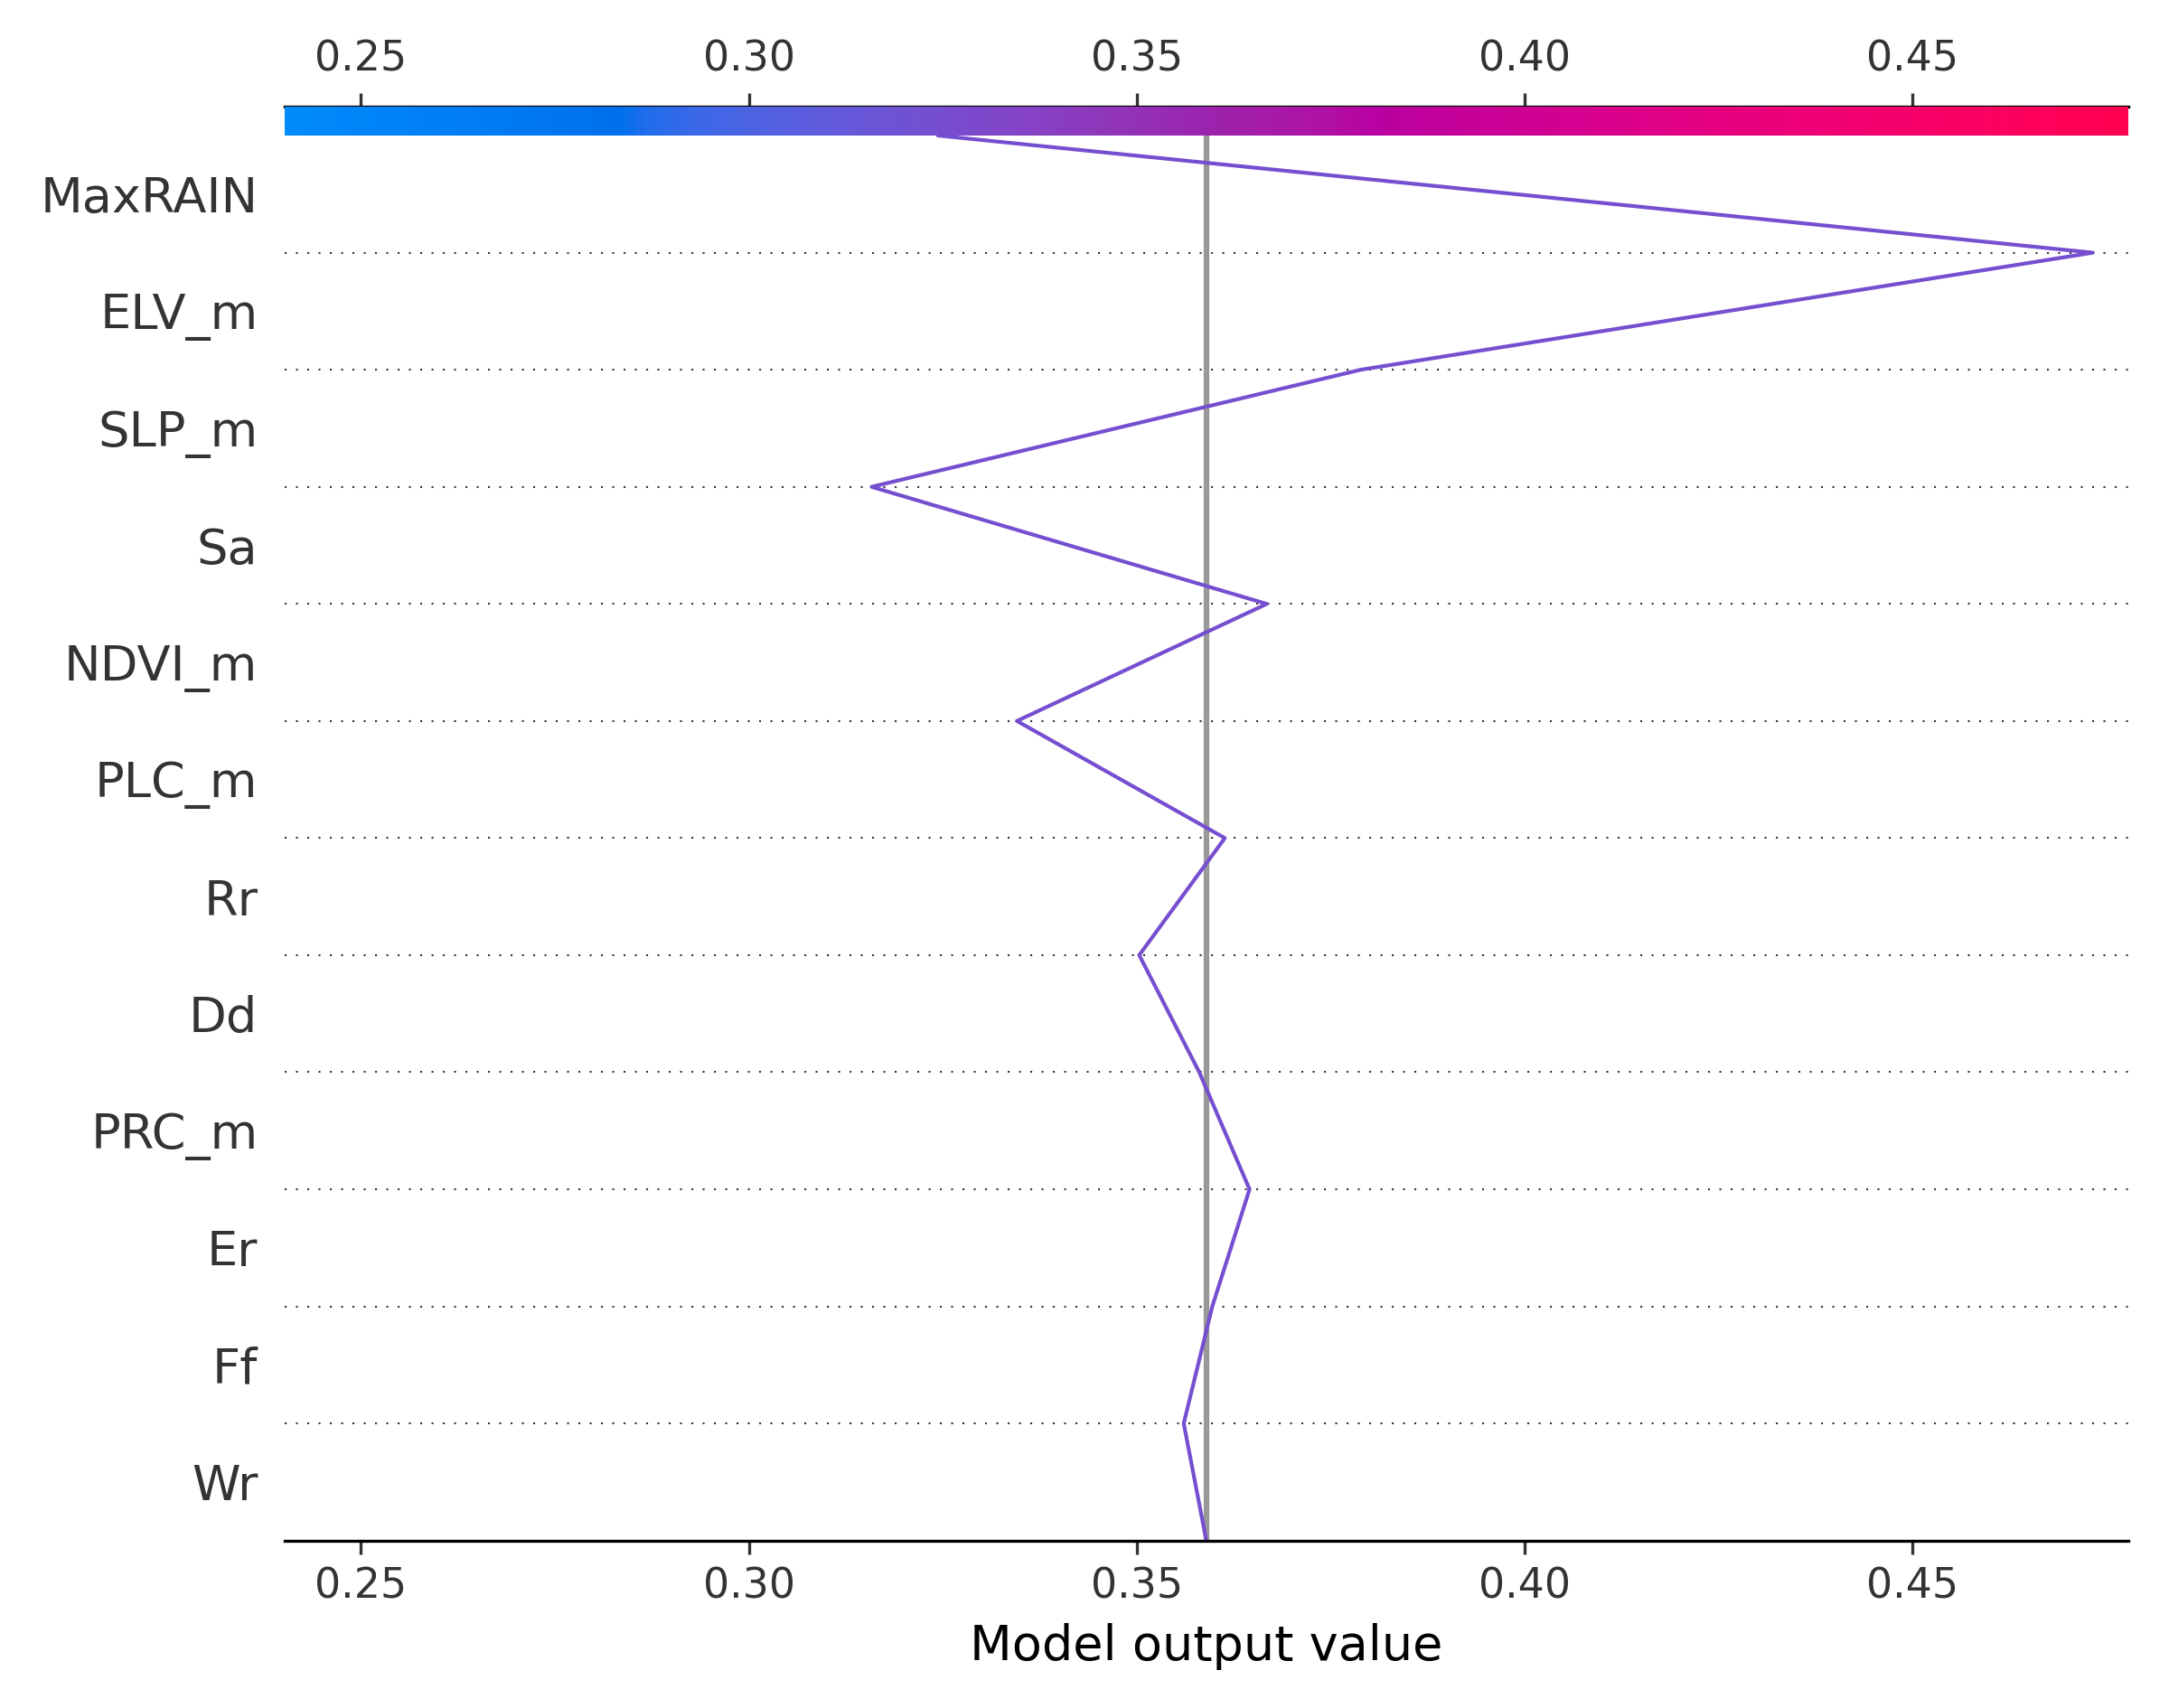 0.25 0.30 0.35 0.40 0.45
MaxRAIN
ELV_m
SLP_m
Sa
NDVI_m
PLC_m
Rr
Dd
PRC_m
Er
Ff
Wr
0.25 0.30 0.35 0.40 0.45
Model output value